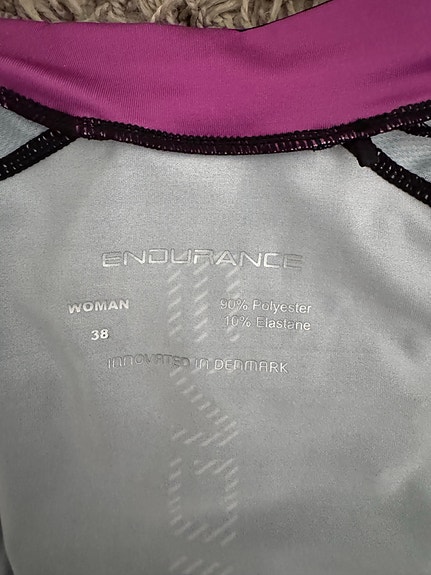 ENDURANCE
WOMAN
38
90% Polyester
10% Elastane
INNOVATED IN DENMARK